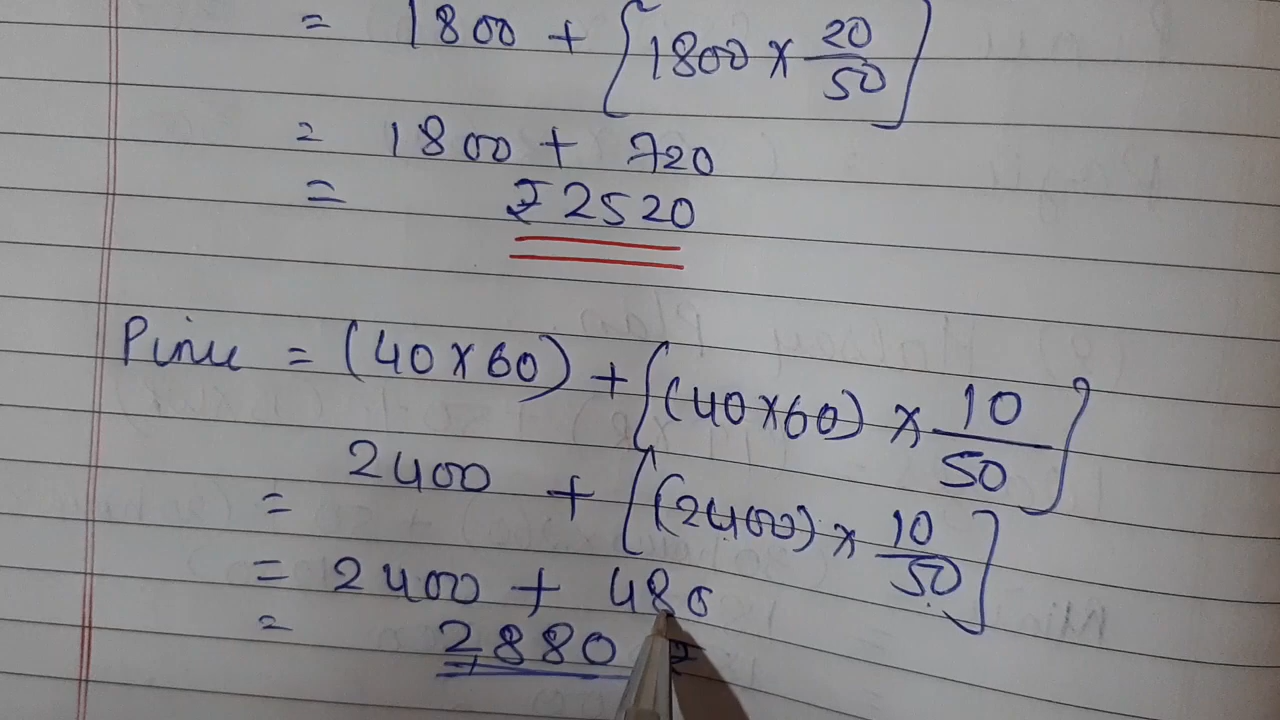 = 1800 + [1800 × 20/50]
= 1800 + 720
= ₹2520
Pinu = (40×60) + [(40×60) × 10/50]
= 2400 + [(2400) × 10/50]
= 2400 + 480
= 2880